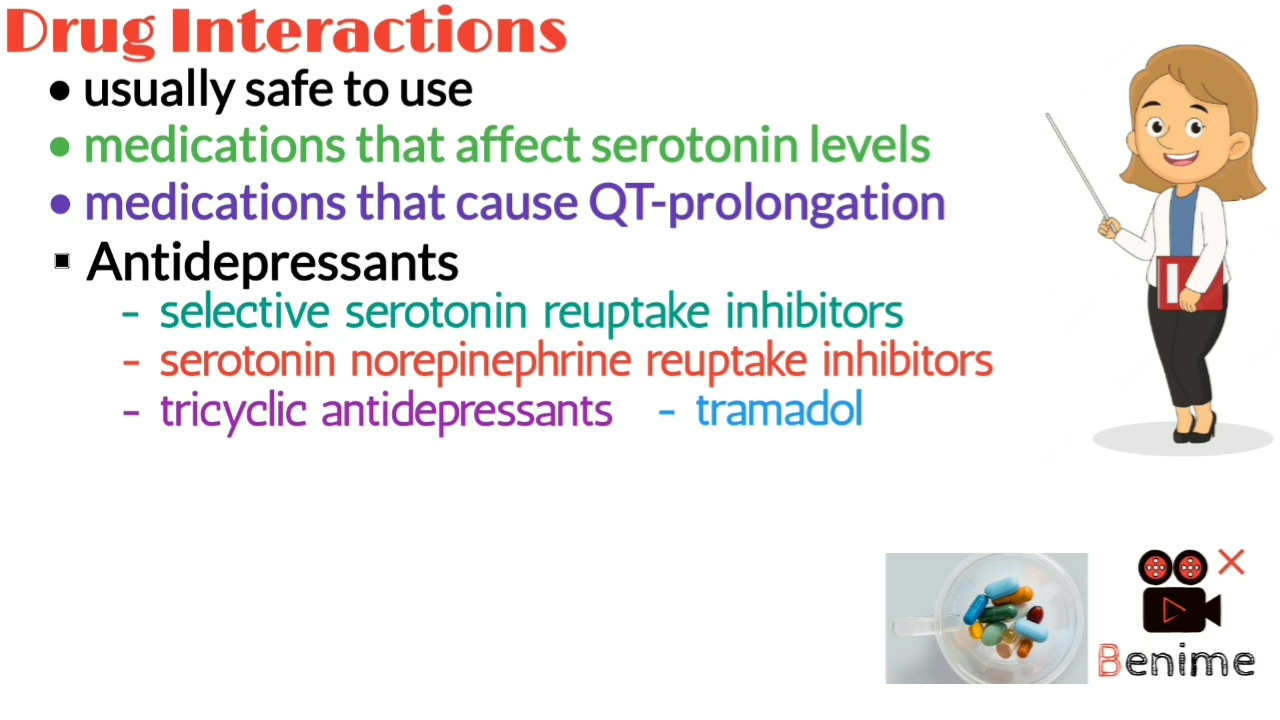 Drug Interactions
• usually safe to use
• medications that affect serotonin levels
• medications that cause QT-prolongation
▪ Antidepressants
- selective serotonin reuptake inhibitors
- serotonin norepinephrine reuptake inhibitors
- tricyclic antidepressants - tramadol
Benime